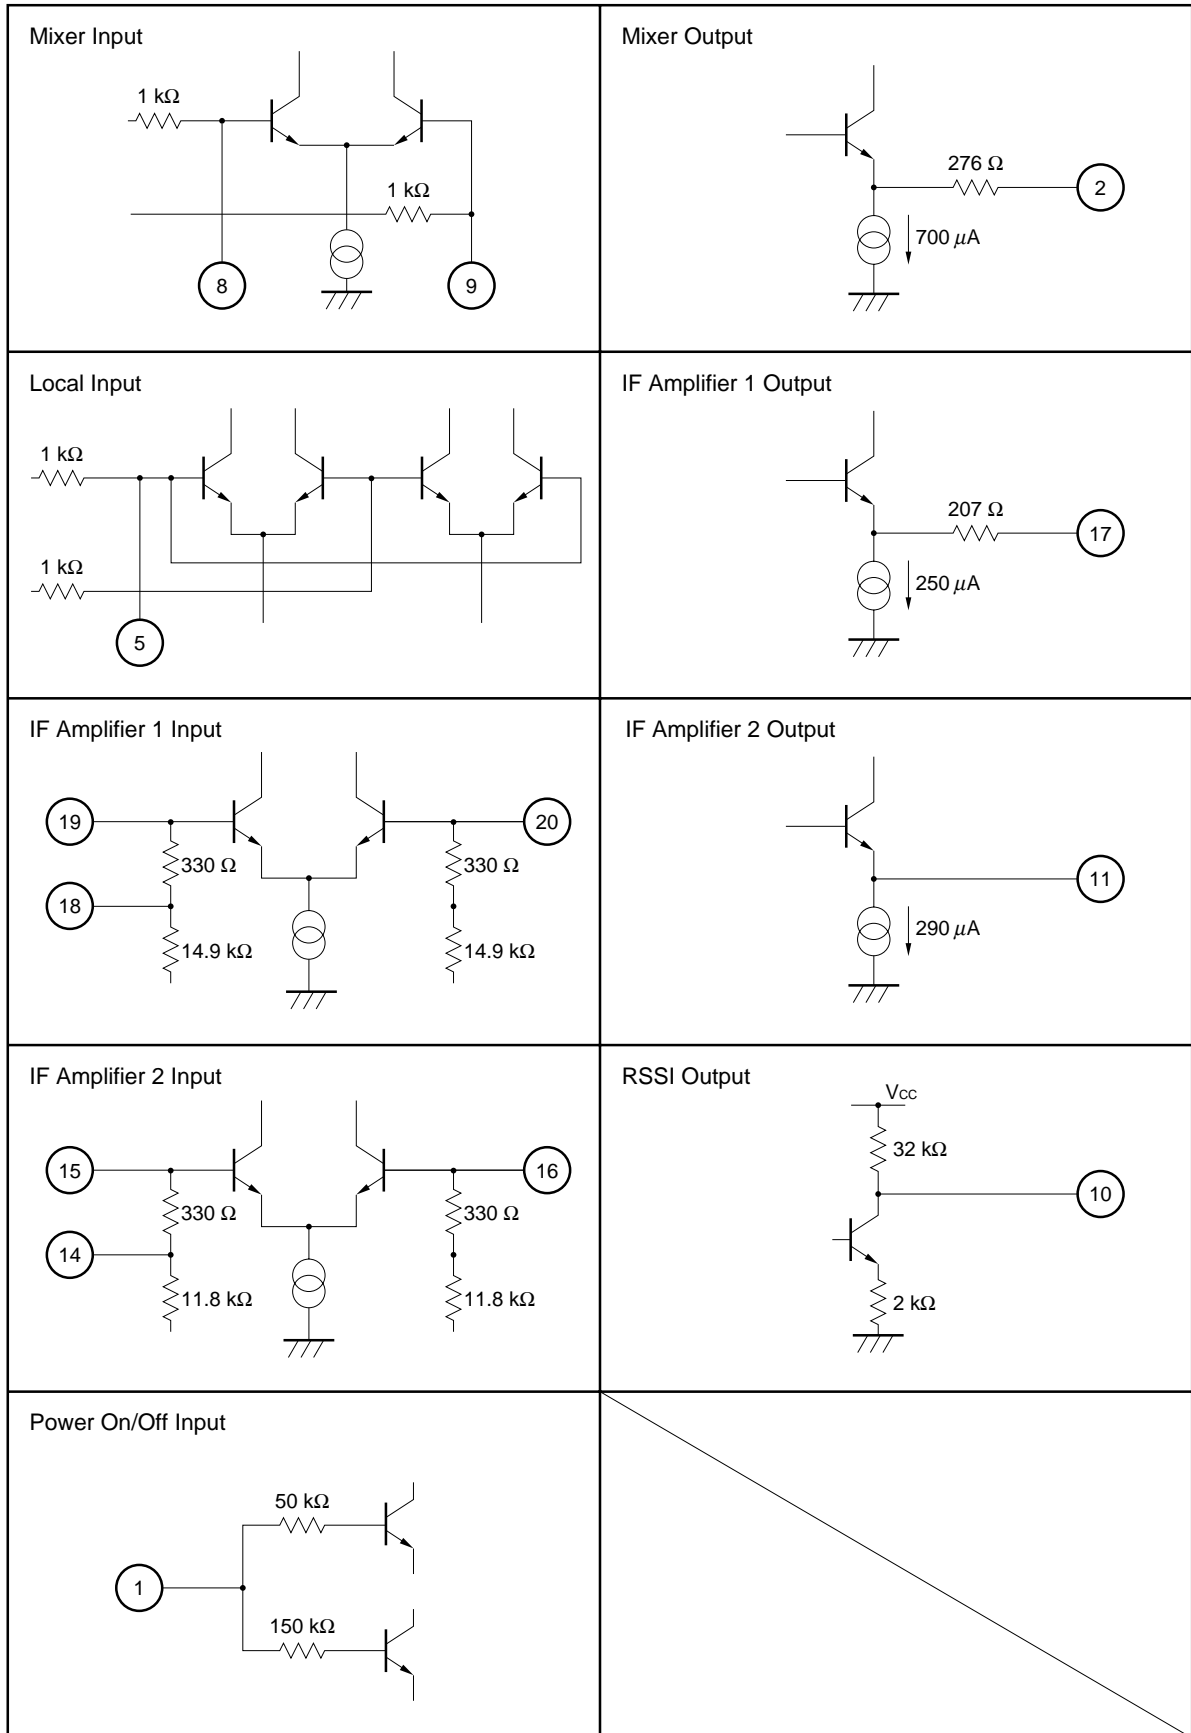 Mixer Input
1 kΩ
1 kΩ
8
9
Mixer Output
276 Ω
2
700 μA
Local Input
1 kΩ
1 kΩ
5
IF Amplifier 1 Output
207 Ω
17
250 μA
IF Amplifier 1 Input
19
20
330 Ω
330 Ω
18
14.9 kΩ
14.9 kΩ
IF Amplifier 2 Output
11
290 μA
IF Amplifier 2 Input
15
16
330 Ω
330 Ω
14
11.8 kΩ
11.8 kΩ
RSSI Output
VCC
32 kΩ
10
2 kΩ
Power On/Off Input
50 kΩ
1
150 kΩ